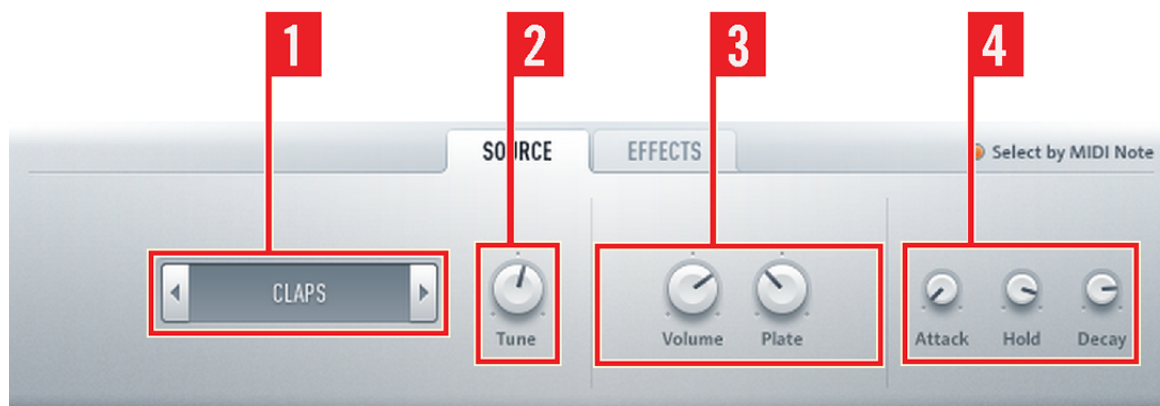 1 2 3 4
SOURCE EFFECTS Select by MIDI Note
CLAPS
Tune Volume Plate Attack Hold Decay